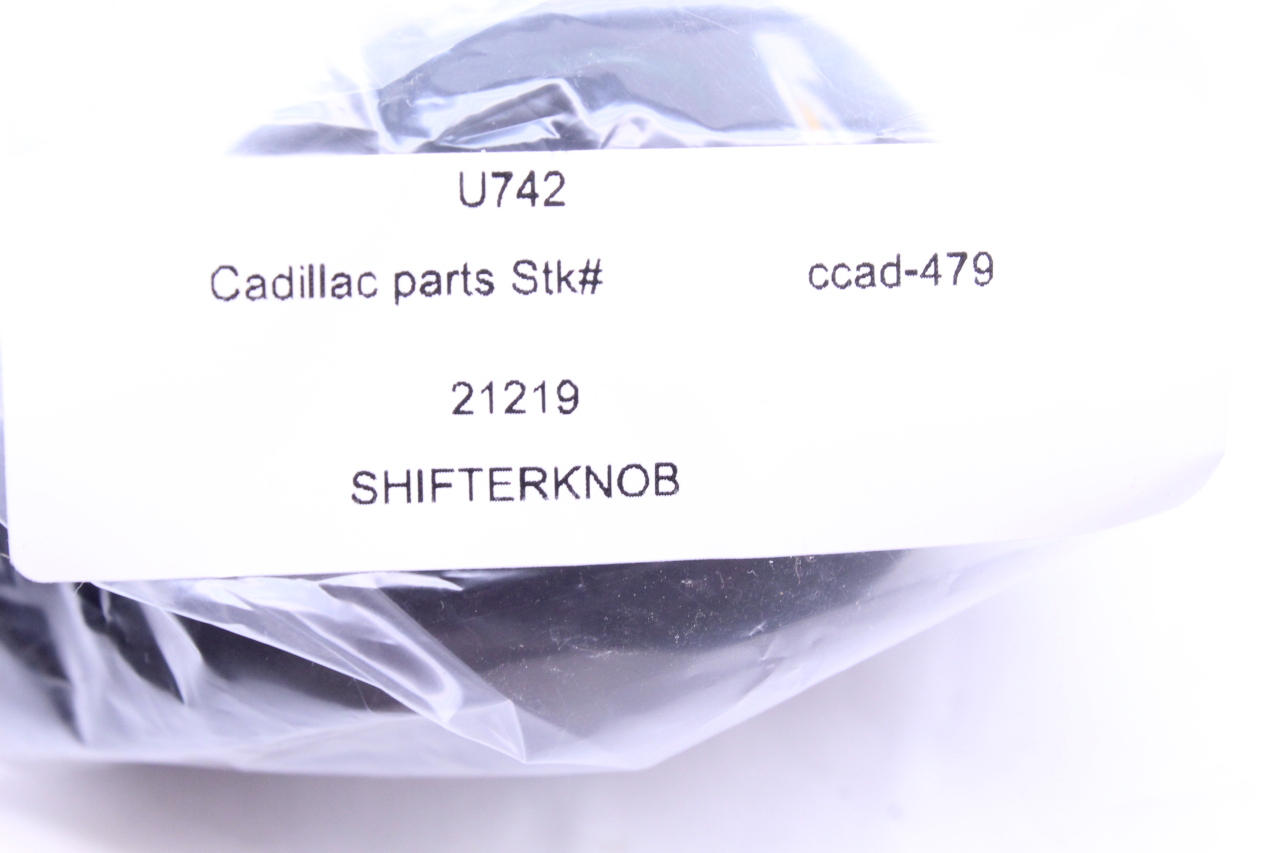 U742
Cadillac parts Stk# ccad-479
21219
SHIFTERKNOB